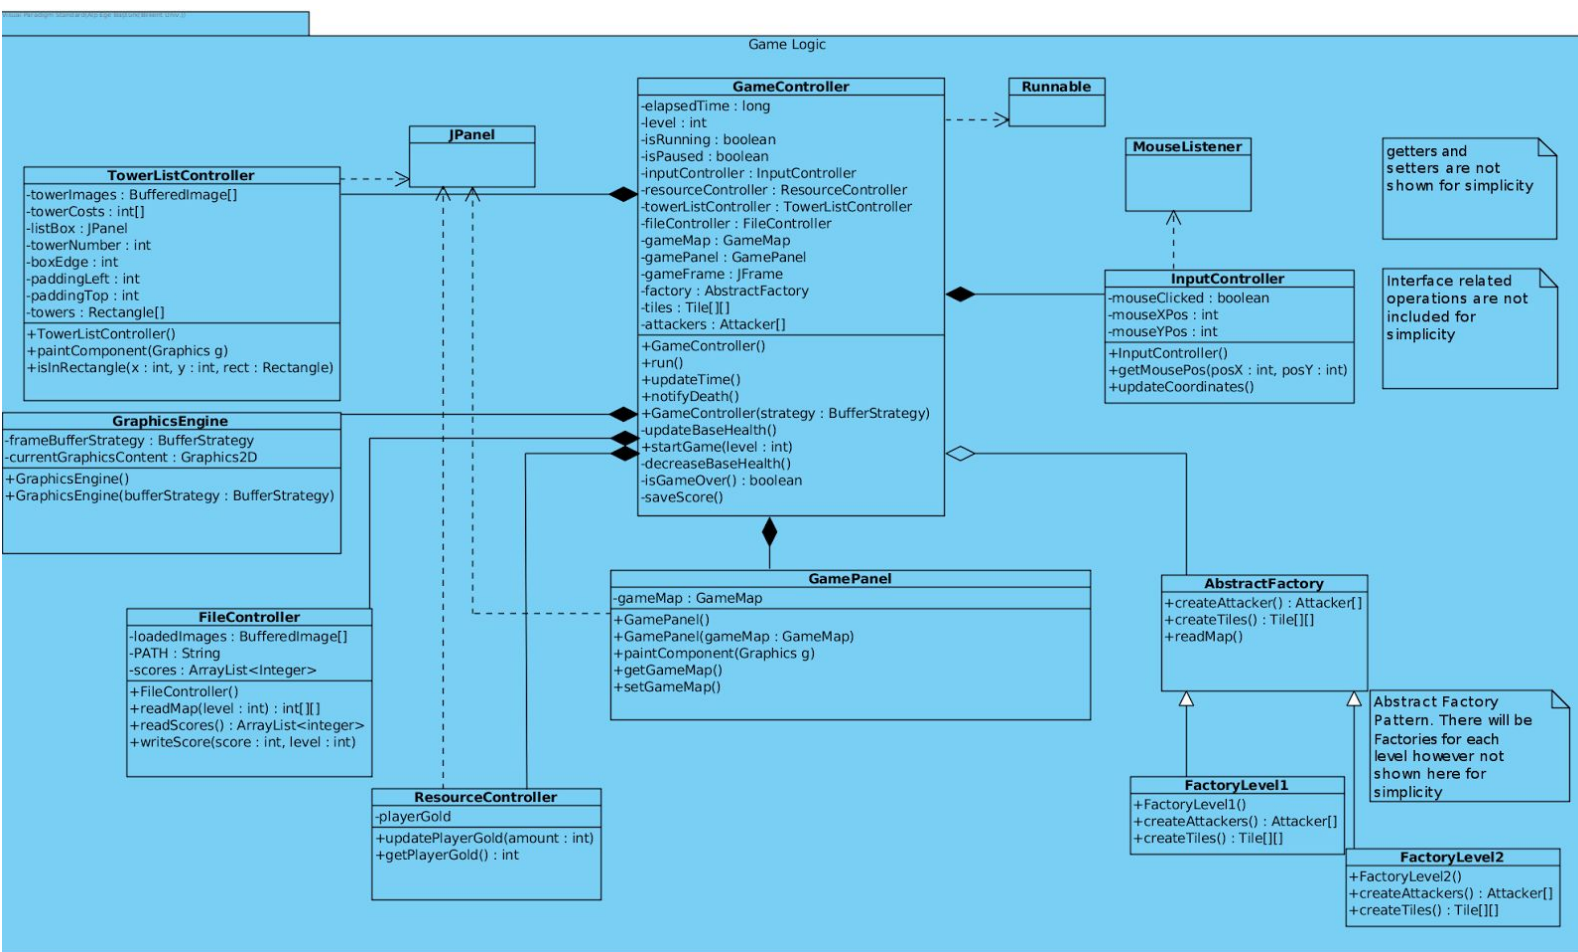 Game Logic
GameController
-elapsedTime : long
-level : int
-isRunning : boolean
-isPaused : boolean
-inputController : InputController
-resourceController : ResourceController
-towerListController : TowerListController
-fileController : FileController
-gameMap : GameMap
-gamePanel : GamePanel
-gameFrame : JFrame
-factory : AbstractFactory
-tiles : Tile[][]
-attackers : Attacker[]
+GameController()
+run()
+updateTime()
+notifyDeath()
+GameController(strategy : BufferStrategy)
-updateBaseHealth()
+startGame(level : int)
-decreaseBaseHealth()
-isGameOver() : boolean
-saveScore()
Runnable
JPanel
MouseListener
getters and
setters are not
shown for simplicity
TowerListController
-towerImages : BufferedImage[]
-towerCosts : int[]
-listBox : JPanel
-towerNumber : int
-boxEdge : int
-paddingLeft : int
-paddingTop : int
-towers : Rectangle[]
+TowerListController()
+paintComponent(Graphics g)
+isInRectangle(x : int, y : int, rect : Rectangle)
InputController
-mouseClicked : boolean
-mouseXPos : int
-mouseYPos : int
+InputController()
+getMousePos(posX : int, posY : int)
+updateCoordinates()
Interface related
operations are not
included for
simplicity
GraphicsEngine
-frameBufferStrategy : BufferStrategy
-currentGraphicsContent : Graphics2D
+GraphicsEngine()
+GraphicsEngine(bufferStrategy : BufferStrategy)
GamePanel
-gameMap : GameMap
+GamePanel()
+GamePanel(gameMap : GameMap)
+paintComponent(Graphics g)
+getGameMap()
+setGameMap()
AbstractFactory
+createAttacker() : Attacker[]
+createTiles() : Tile[][]
+readMap()
FileController
-loadedImages : BufferedImage[]
-PATH : String
-scores : ArrayList<Integer>
+FileController()
+readMap(level : int) : int[][]
+readScores() : ArrayList<integer>
+writeScore(score : int, level : int)
Abstract Factory
Pattern. There will be
Factories for each
level however not
shown here for
simplicity
ResourceController
-playerGold
+updatePlayerGold(amount : int)
+getPlayerGold() : int
FactoryLevel1
+FactoryLevel1()
+createAttackers() : Attacker[]
+createTiles() : Tile[][]
FactoryLevel2
+FactoryLevel2()
+createAttackers() : Attacker[]
+createTiles() : Tile[][]